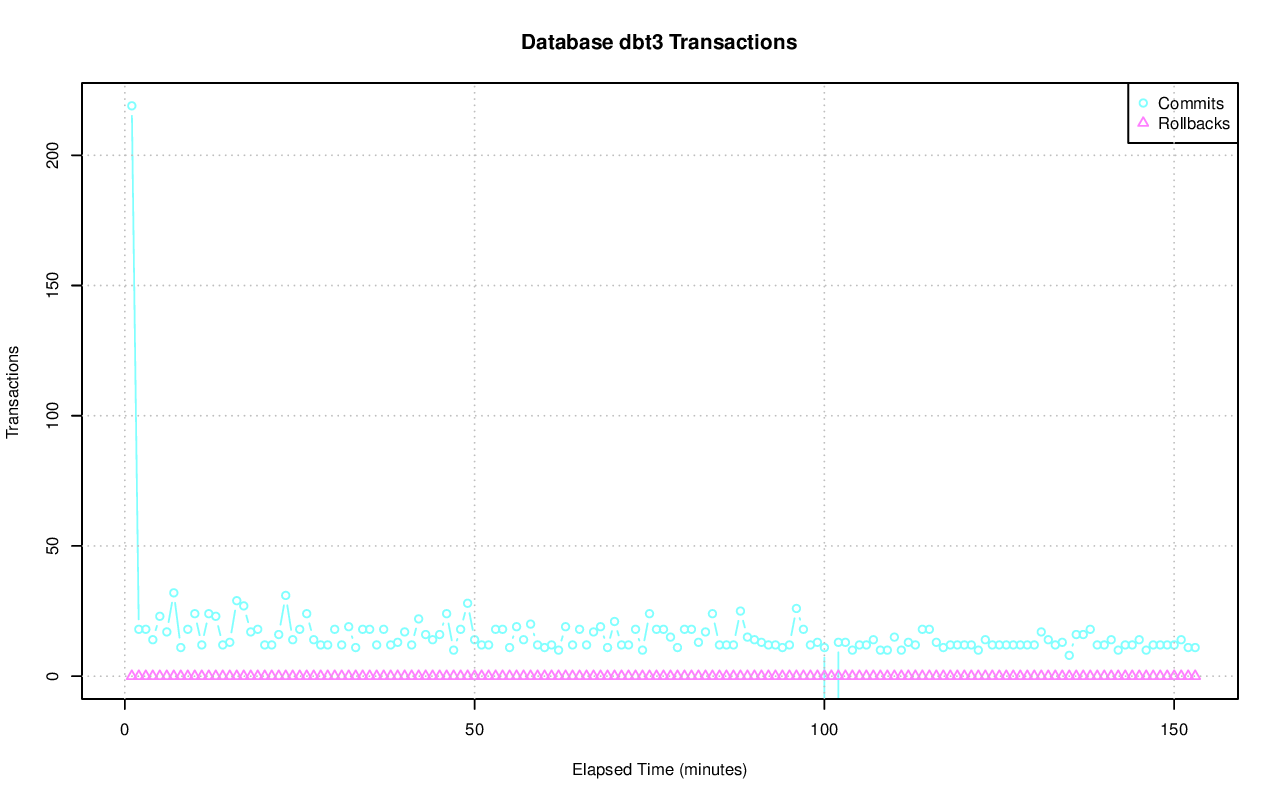 Database dbt3 Transactions
Commits
Rollbacks
200
150
100
50
0
Transactions
0 50 100 150
Elapsed Time (minutes)